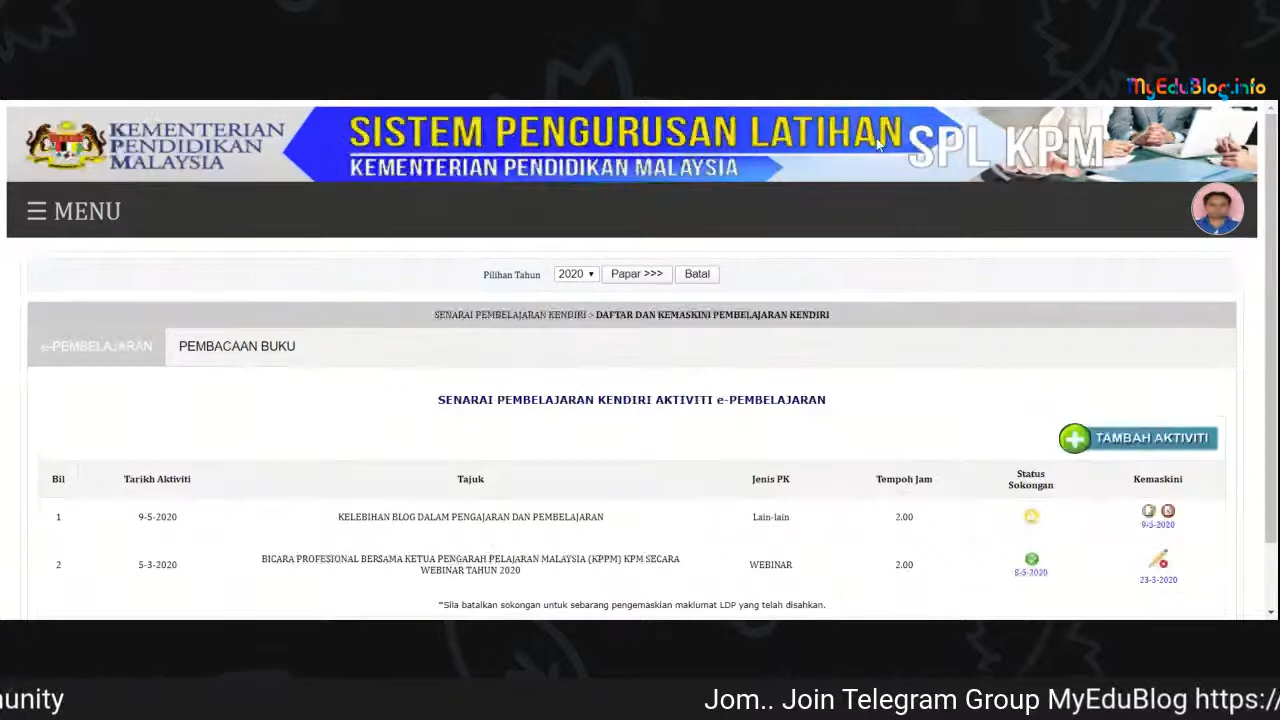 MyEduBlog.info
KEMENTERIAN
PENDIDIKAN
MALAYSIA
SISTEM PENGURUSAN LATIHAN
KEMENTERIAN PENDIDIKAN MALAYSIA
SPL KPM
☰ MENU
Pilihan Tahun 2020 Papar >>> Batal
SENARAI PEMBELAJARAN KENDIRI > DAFTAR DAN KEMASKINI PEMBELAJARAN KENDIRI
e-PEMBELAJARAN PEMBACAAN BUKU
SENARAI PEMBELAJARAN KENDIRI AKTIVITI e-PEMBELAJARAN
TAMBAH AKTIVITI
Bil Tarikh Aktiviti Tajuk Jenis PK Tempoh Jam Status Sokongan Kemaskini
1 9-5-2020 KELEBIHAN BLOG DALAM PENGAJARAN DAN PEMBELAJARAN Lain-lain 2.00 9-5-2020
2 5-3-2020 BICARA PROFESIONAL BERSAMA KETUA PENGARAH PELAJARAN MALAYSIA (KPPM) KPM SECARA WEBINAR TAHUN 2020 WEBINAR 2.00 8-5-2020 23-3-2020
*Sila batalkan sokongan untuk sebarang pengemaskian maklumat LDP yang telah disahkan.
unity Jom.. Join Telegram Group MyEduBlog https:/